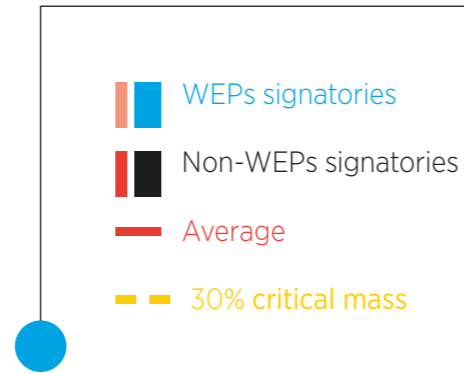 WEPs signatories
Non-WEPs signatories
Average
30% critical mass